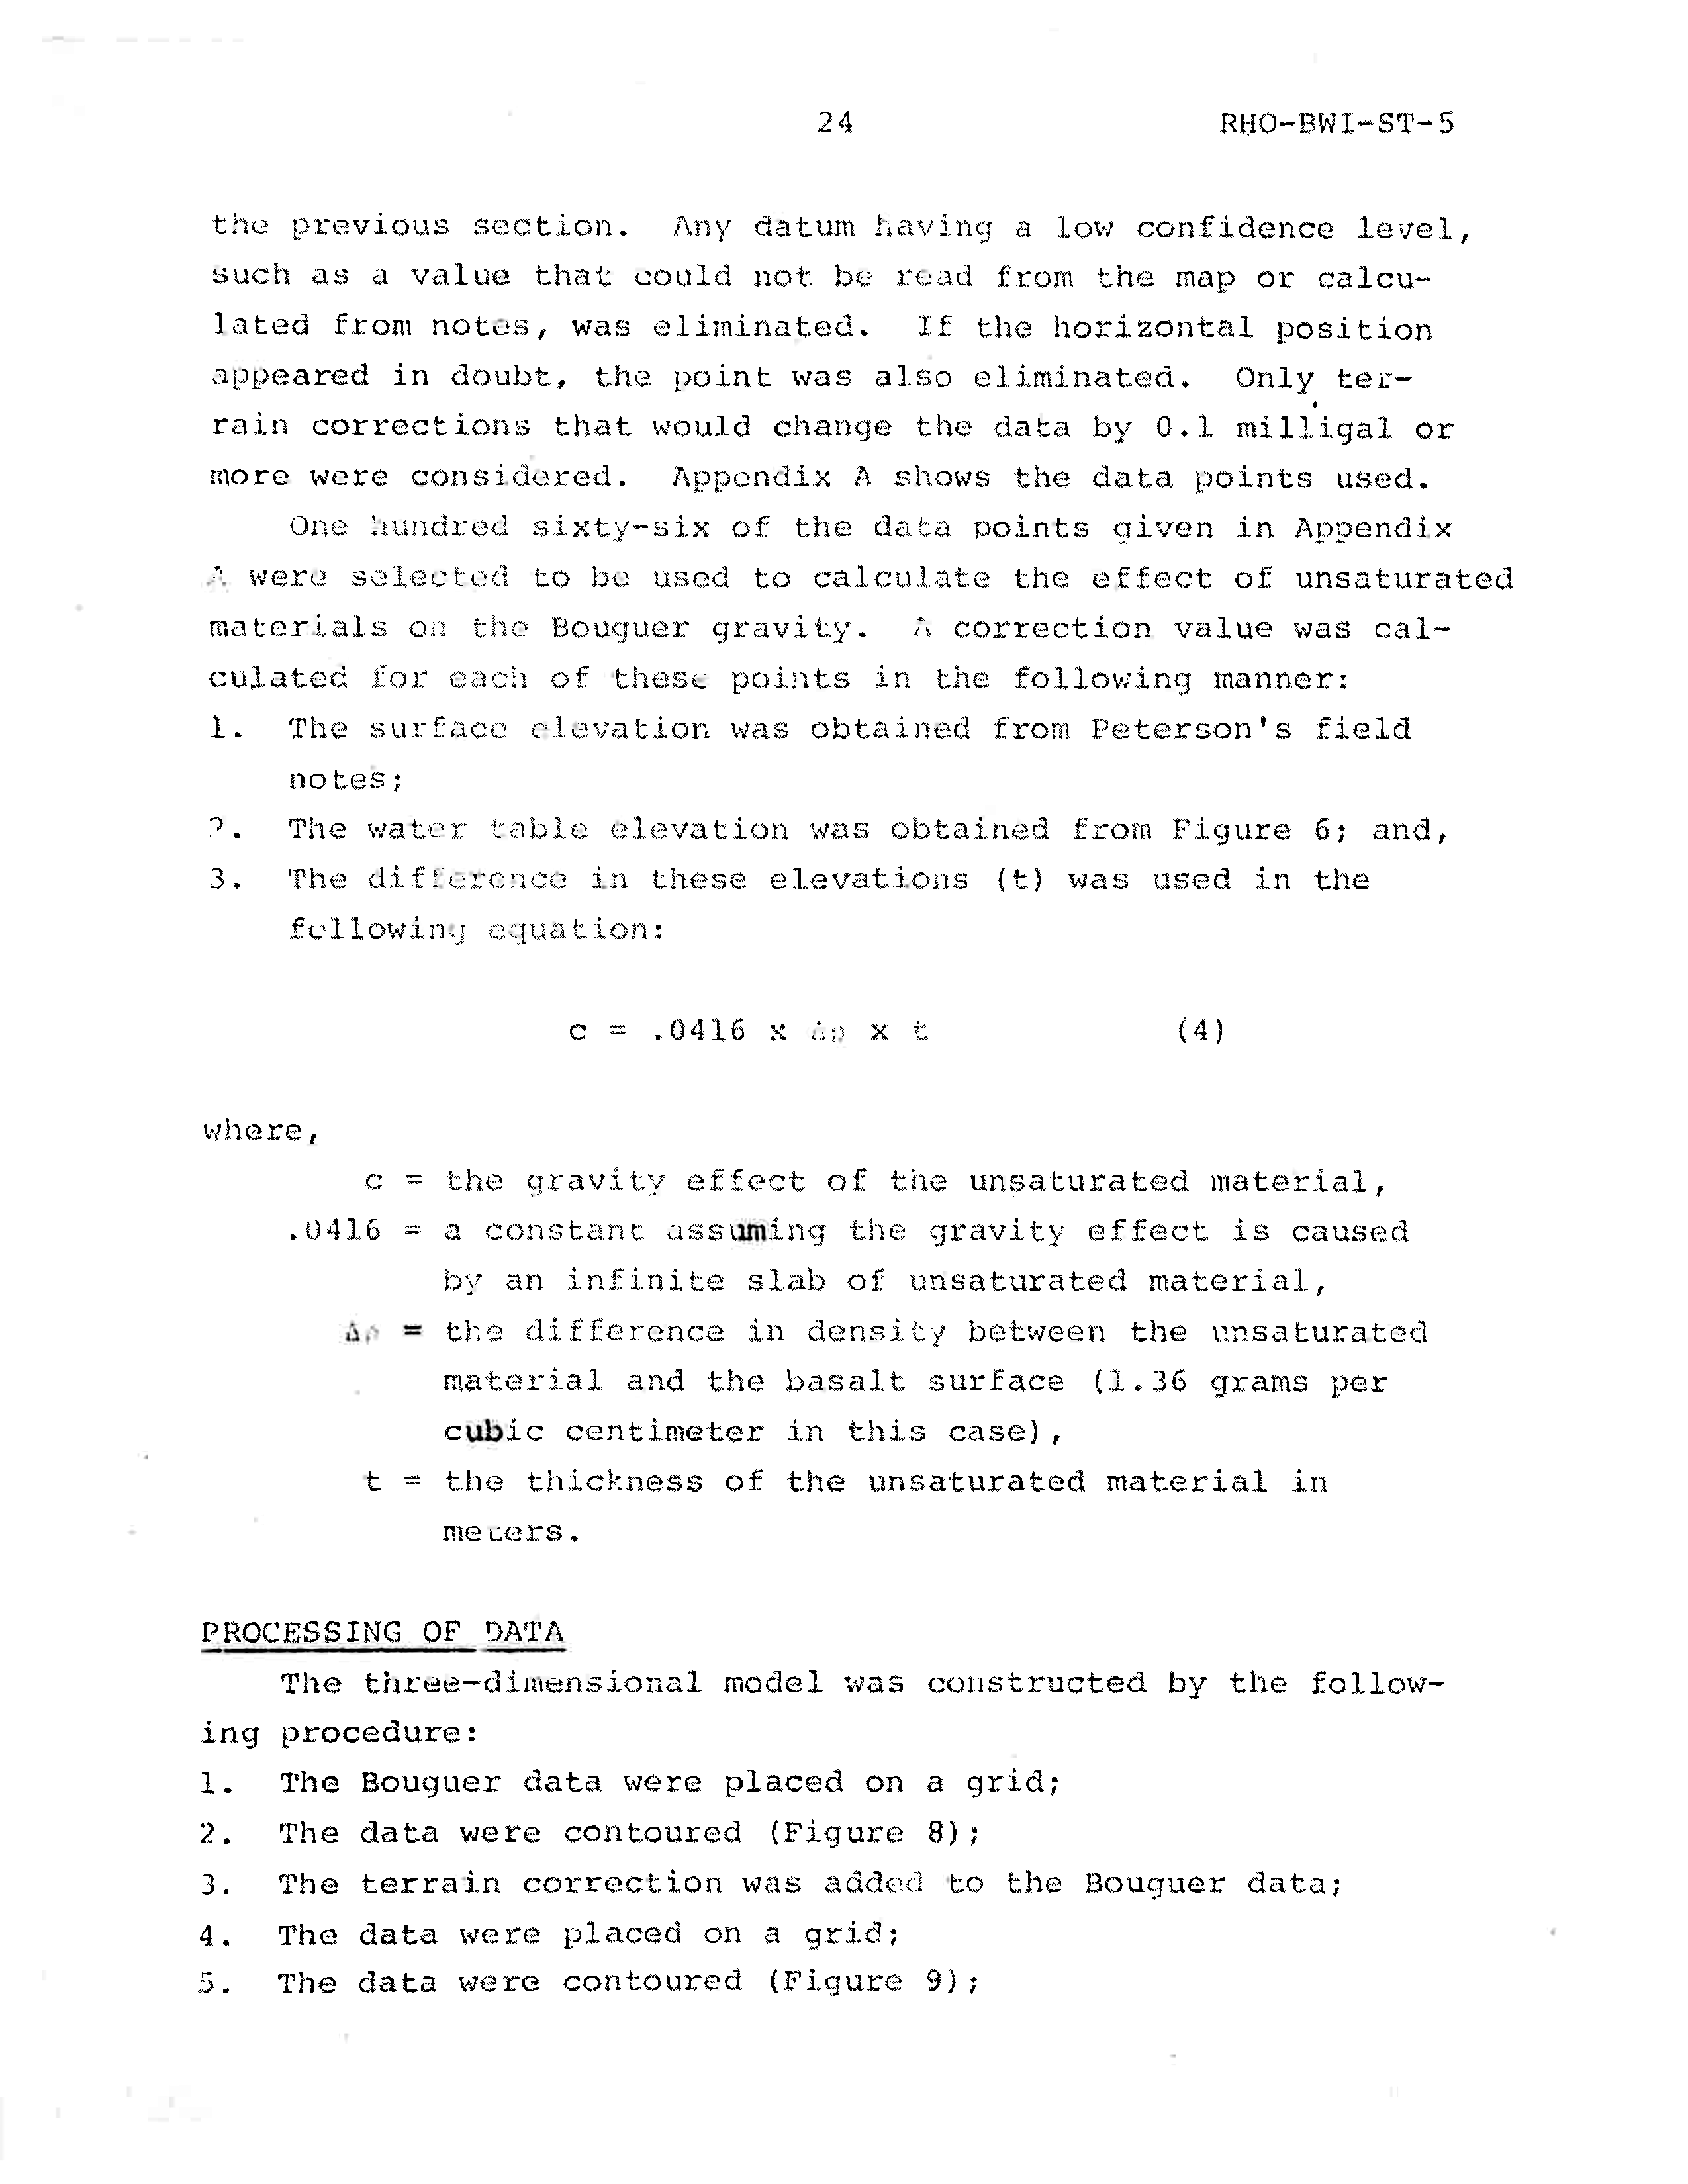 24 RHO-BWI-ST-5
the previous section. Any datum having a low confidence level,
such as a value that could not be read from the map or calcu-
lated from notes, was eliminated. If the horizontal position
appeared in doubt, the point was also eliminated. Only ter-
rain corrections that would change the data by 0.1 milligal or
more were considered. Appendix A shows the data points used.
One hundred sixty-six of the data points given in Appendix
A were selected to be used to calculate the effect of unsaturated
materials on the Bouguer gravity. A correction value was cal-
culated for each of these points in the following manner:
1. The surface elevation was obtained from Peterson's field
notes;
2. The water table elevation was obtained from Figure 6; and,
3. The difference in these elevations (t) was used in the
following equation:
c = .0416 x Δρ x t (4)
where,
c = the gravity effect of the unsaturated material,
.0416 = a constant assuming the gravity effect is caused
by an infinite slab of unsaturated material,
Δρ = the difference in density between the unsaturated
material and the basalt surface (1.36 grams per
cubic centimeter in this case),
t = the thickness of the unsaturated material in
meters.
PROCESSING OF DATA
The three-dimensional model was constructed by the follow-
ing procedure:
1. The Bouguer data were placed on a grid;
2. The data were contoured (Figure 8);
3. The terrain correction was added to the Bouguer data;
4. The data were placed on a grid;
5. The data were contoured (Figure 9);